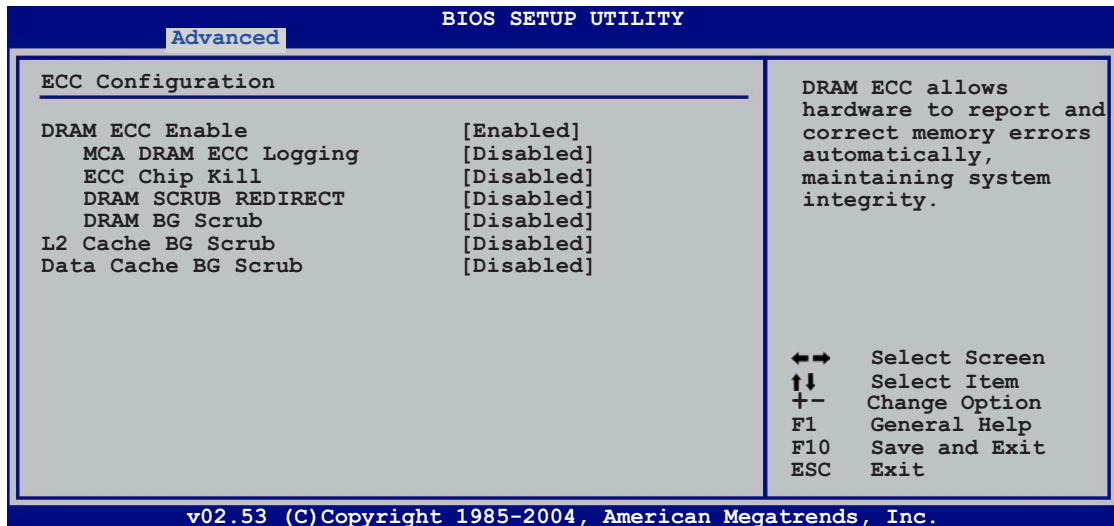 BIOS SETUP UTILITY
Advanced
ECC Configuration
DRAM ECC Enable [Enabled]
MCA DRAM ECC Logging [Disabled]
ECC Chip Kill [Disabled]
DRAM SCRUB REDIRECT [Disabled]
DRAM BG Scrub [Disabled]
L2 Cache BG Scrub [Disabled]
Data Cache BG Scrub [Disabled]
DRAM ECC allows
hardware to report and
correct memory errors
automatically,
maintaining system
integrity.
←→ Select Screen
↑↓ Select Item
+- Change Option
F1 General Help
F10 Save and Exit
ESC Exit
v02.53 (C)Copyright 1985-2004, American Megatrends, Inc.